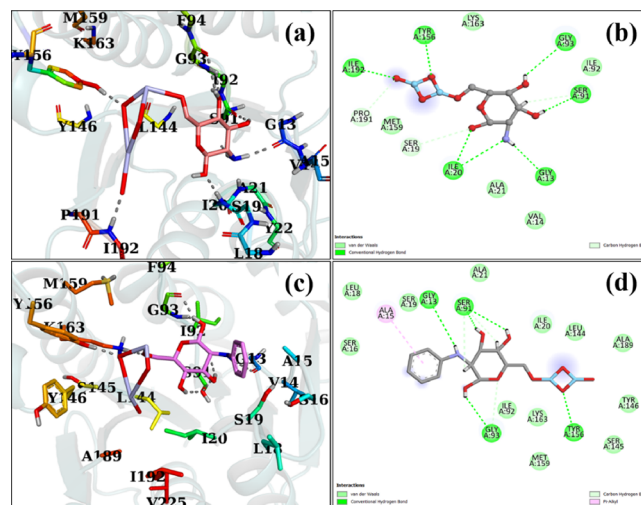 (a)
M159
F94
K163
Y156
G93
I92
S91
Y146
L144
G13
V14
A15
A21
I20
S19
Y22
P191
I192
L18
(b)
LYS
A:163
TYR
A:156
GLY
A:93
ILE
A:192
ILE
A:92
SER
A:91
PRO
A:191
MET
A:159
SER
A:19
ILE
A:20
GLY
A:13
ALA
A:21
VAL
A:14
Interactions
van der Waals
Conventional Hydrogen Bond
Carbon Hydrogen B
(c)
F94
M159
G93
Y156
K163
G13
A15
V14
S16
S145
Y146
L144
S19
I20
L18
A189
I192
V225
(d)
ALA
A:21
LEU
A:18
SER
A:19
GLY
A:13
SER
A:91
ALA
A:15
ILE
A:20
LEU
A:144
SER
A:16
ALA
A:189
ILE
A:92
LYS
A:163
TYR
A:146
GLY
A:93
TYR
A:156
SER
A:145
MET
A:159
Interactions
van der Waals
Conventional Hydrogen Bond
Carbon Hydrogen B
Pi-Alkyl